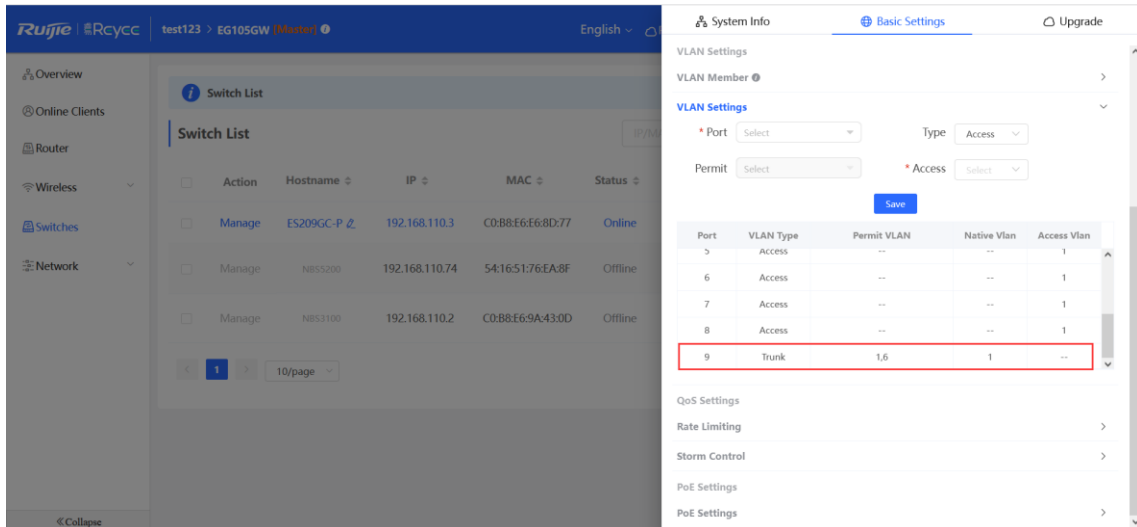 Ruijie | Reyee test123 > EG105GW [Master] English
System Info Basic Settings Upgrade
Overview
Online Clients
Router
Wireless
Switches
Network
Collapse
Switch List
Switch List IP/MA
Action Hostname IP MAC Status
Manage ES209GC-P 192.168.110.3 C0:B8:E6:E6:8D:77 Online
Manage NBS5200 192.168.110.74 54:16:51:76:EA:8F Offline
Manage NBS3100 192.168.110.2 C0:B8:E6:9A:43:0D Offline
< 1 > 10/page
VLAN Settings
VLAN Member
VLAN Settings
* Port Select Type Access
Permit Select * Access Select
Save
Port VLAN Type Permit VLAN Native Vlan Access Vlan
5 Access -- -- 1
6 Access -- -- 1
7 Access -- -- 1
8 Access -- -- 1
9 Trunk 1,6 1 --
QoS Settings
Rate Limiting
Storm Control
PoE Settings
PoE Settings